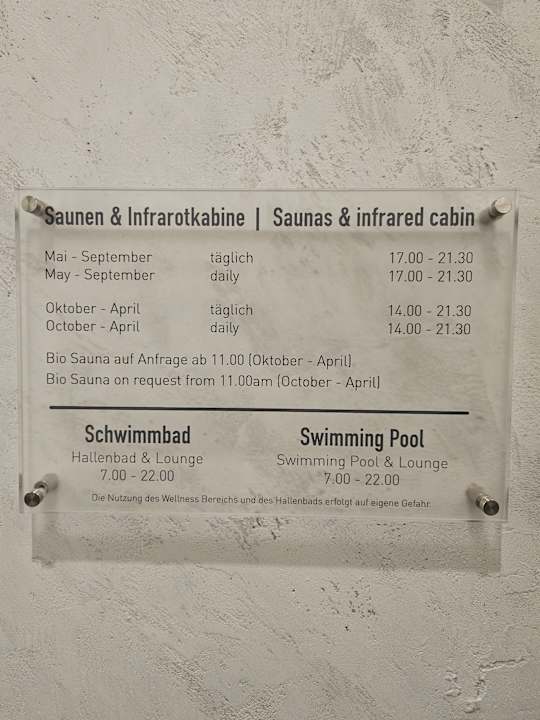 Saunen & Infrarotkabine | Saunas & infrared cabin
Mai - September täglich 17.00 - 21.30
May - September daily 17.00 - 21.30
Oktober - April täglich 14.00 - 21.30
October - April daily 14.00 - 21.30
Bio Sauna auf Anfrage ab 11.00 (Oktober - April)
Bio Sauna on request from 11.00am (October - April)
Schwimmbad
Hallenbad & Lounge
7.00 - 22.00
Swimming Pool
Swimming Pool & Lounge
7.00 - 22.00
Die Nutzung des Wellness Bereichs und des Hallenbads erfolgt auf eigene Gefahr.